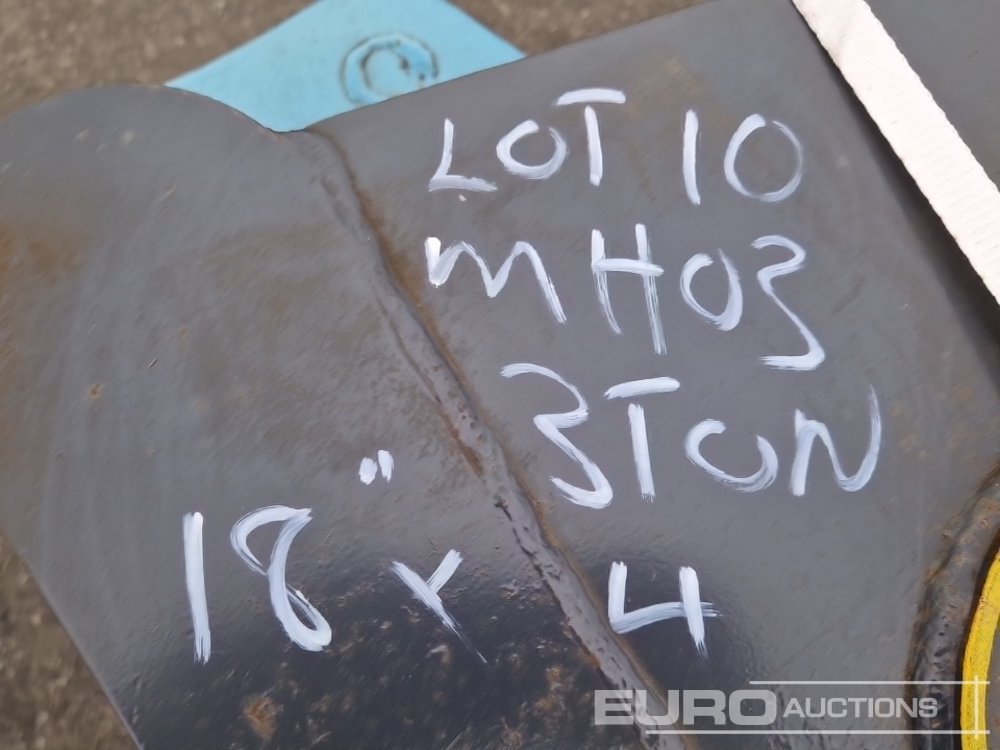 C
LOT 10
MH03
3TON
18" x 4
EURO AUCTIONS